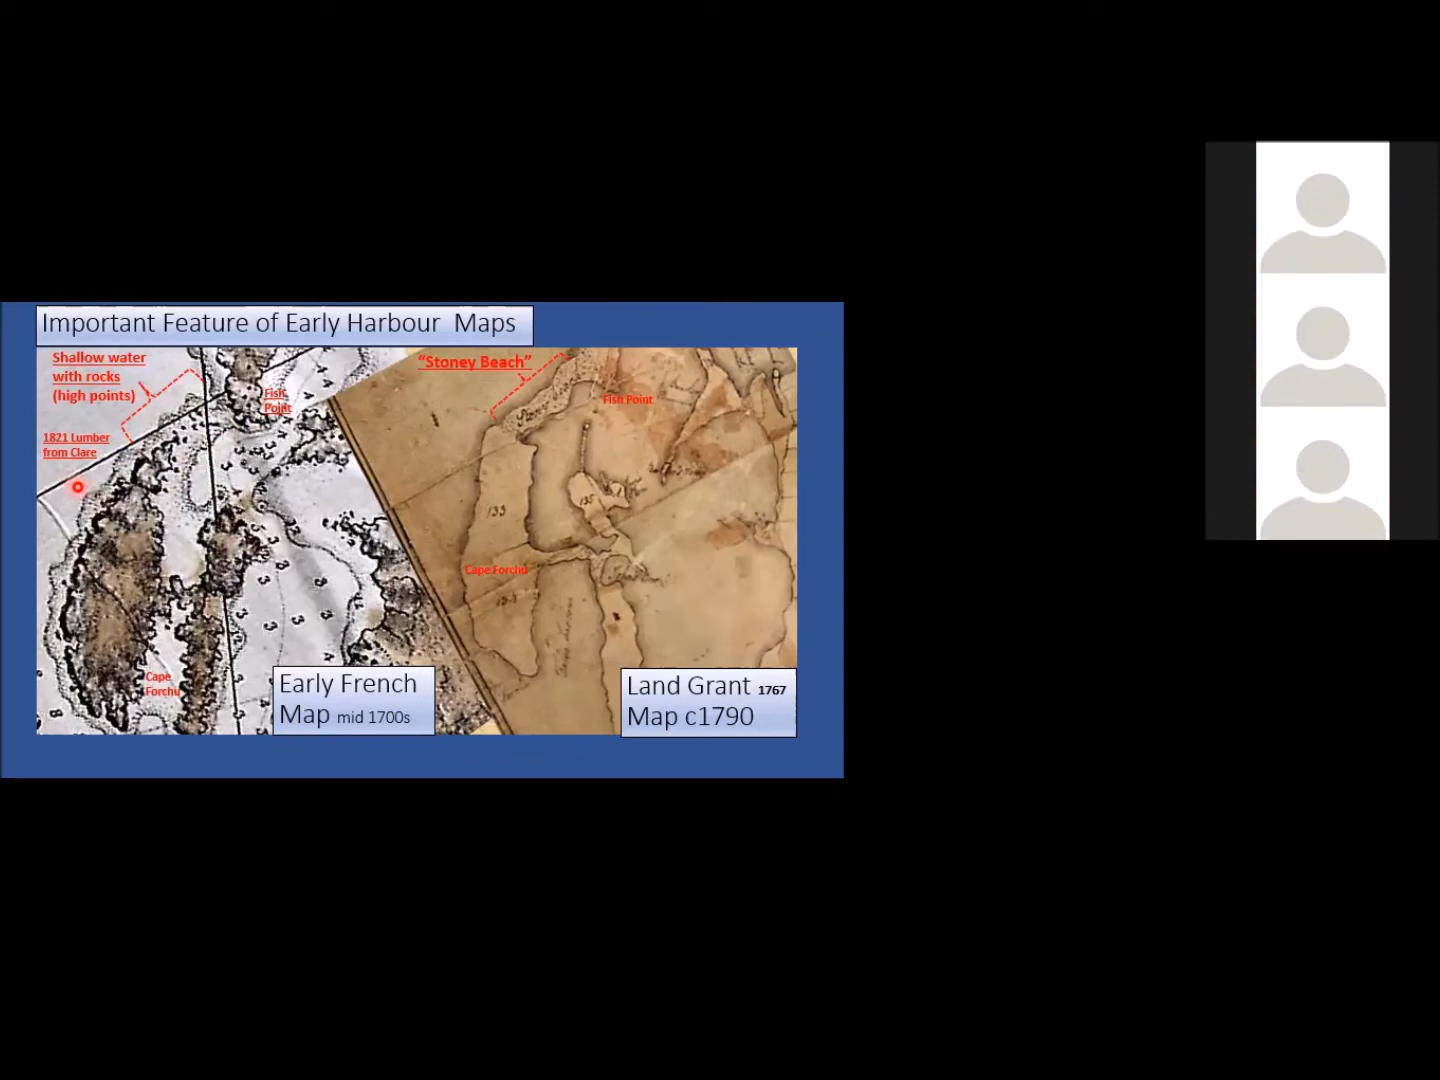 Important Feature of Early Harbour Maps
Shallow water
with rocks
(high points)
1821 Lumber
from Clare
Fish
Point
Cape
Forchu
Early French
Map mid 1700s
"Stoney Beach"
Fish Point
133
135
Cape Forchu
Land Grant 1767
Map c1790